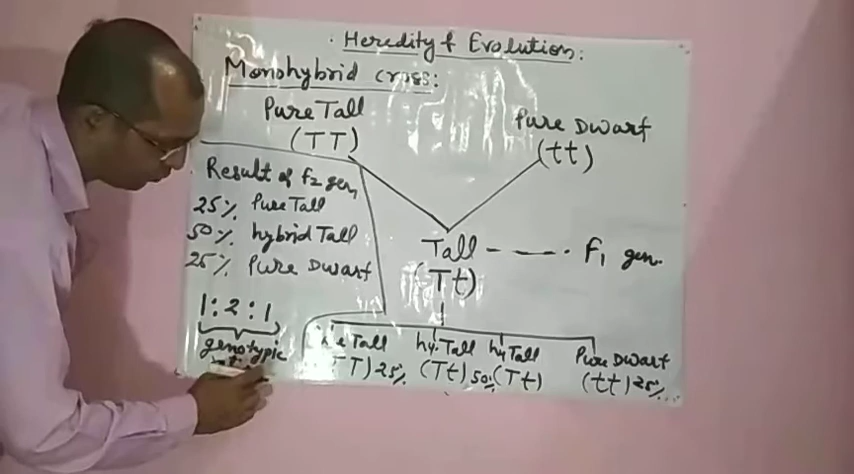 Heredity & Evolution:
Monohybrid cross:
Pure Tall
(TT)
Pure Dwarf
(tt)
Result of F2 gen,
25% Pure Tall
50% hybrid Tall
25% Pure Dwarf
1:2:1
genotypic
Tall - - - - F1 gen.
(Tt)
Tall
TT) 25%
hy. Tall
(Tt) 50%
hy Tall
(Tt)
Pure Dwarf
(tt) 25%